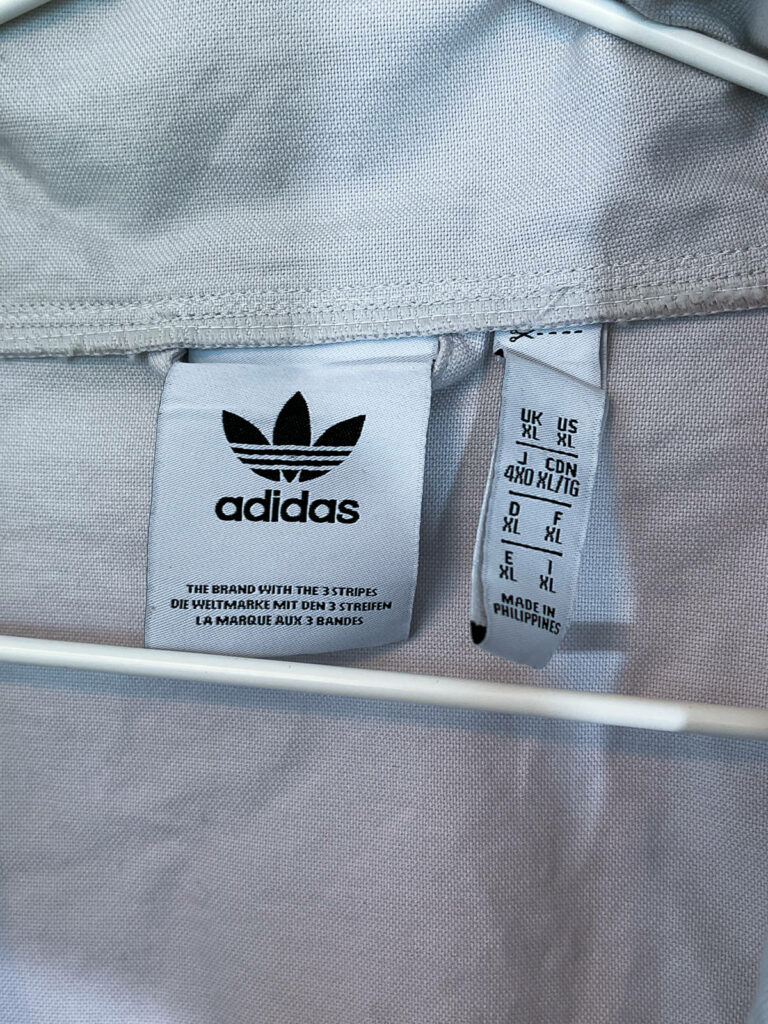 adidas
THE BRAND WITH THE 3 STRIPES
DIE WELTMARKE MIT DEN 3 STREIFEN
LA MARQUE AUX 3 BANDES
UK US
XL XL
J CDN
4XO XL/TG
D F
XL XL
E I
XL XL
MADE IN
PHILIPPINES